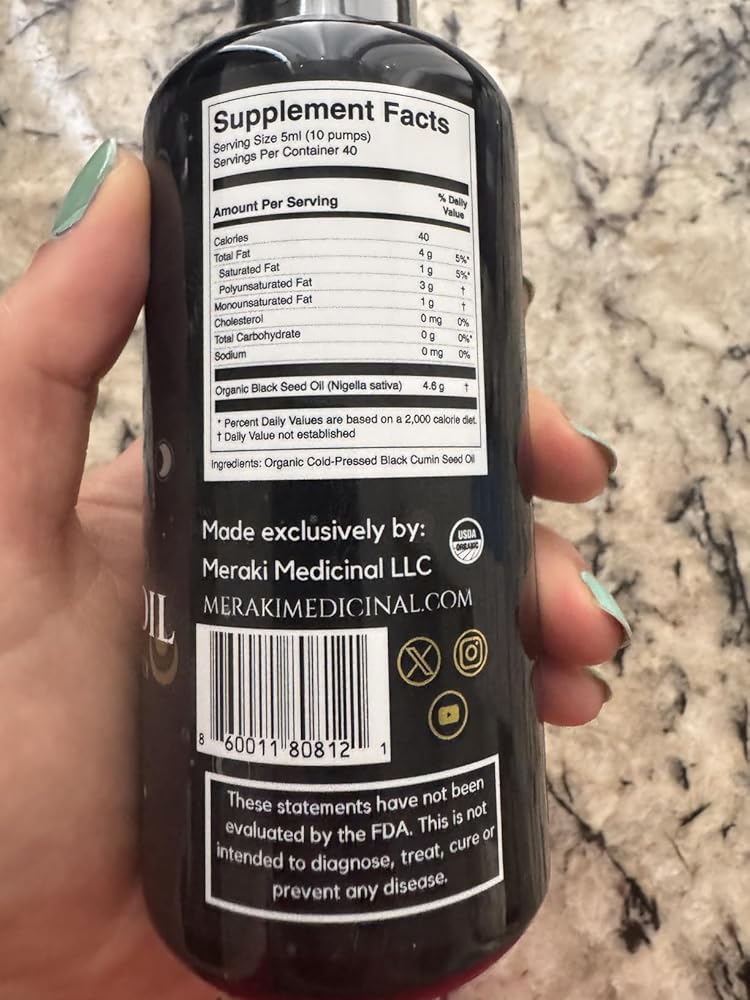 Supplement Facts
Serving Size 5ml (10 pumps)
Servings Per Container 40
Amount Per Serving % Daily Value
Calories 40
Total Fat 4 g 5%*
Saturated Fat 1 g 5%*
Polyunsaturated Fat 3 g †
Monounsaturated Fat 1 g †
Cholesterol 0 mg 0%
Total Carbohydrate 0 g 0%*
Sodium 0 mg 0%
Organic Black Seed Oil (Nigella sativa) 4.6 g †
* Percent Daily Values are based on a 2,000 calorie diet.
† Daily Value not established
Ingredients: Organic Cold-Pressed Black Cumin Seed Oil
Made exclusively by:
Meraki Medicinal LLC
USDA
ORGANIC
MERAKIMEDICINAL.COM
OIL
8 60011 80812 1
These statements have not been
evaluated by the FDA. This is not
intended to diagnose, treat, cure or
prevent any disease.